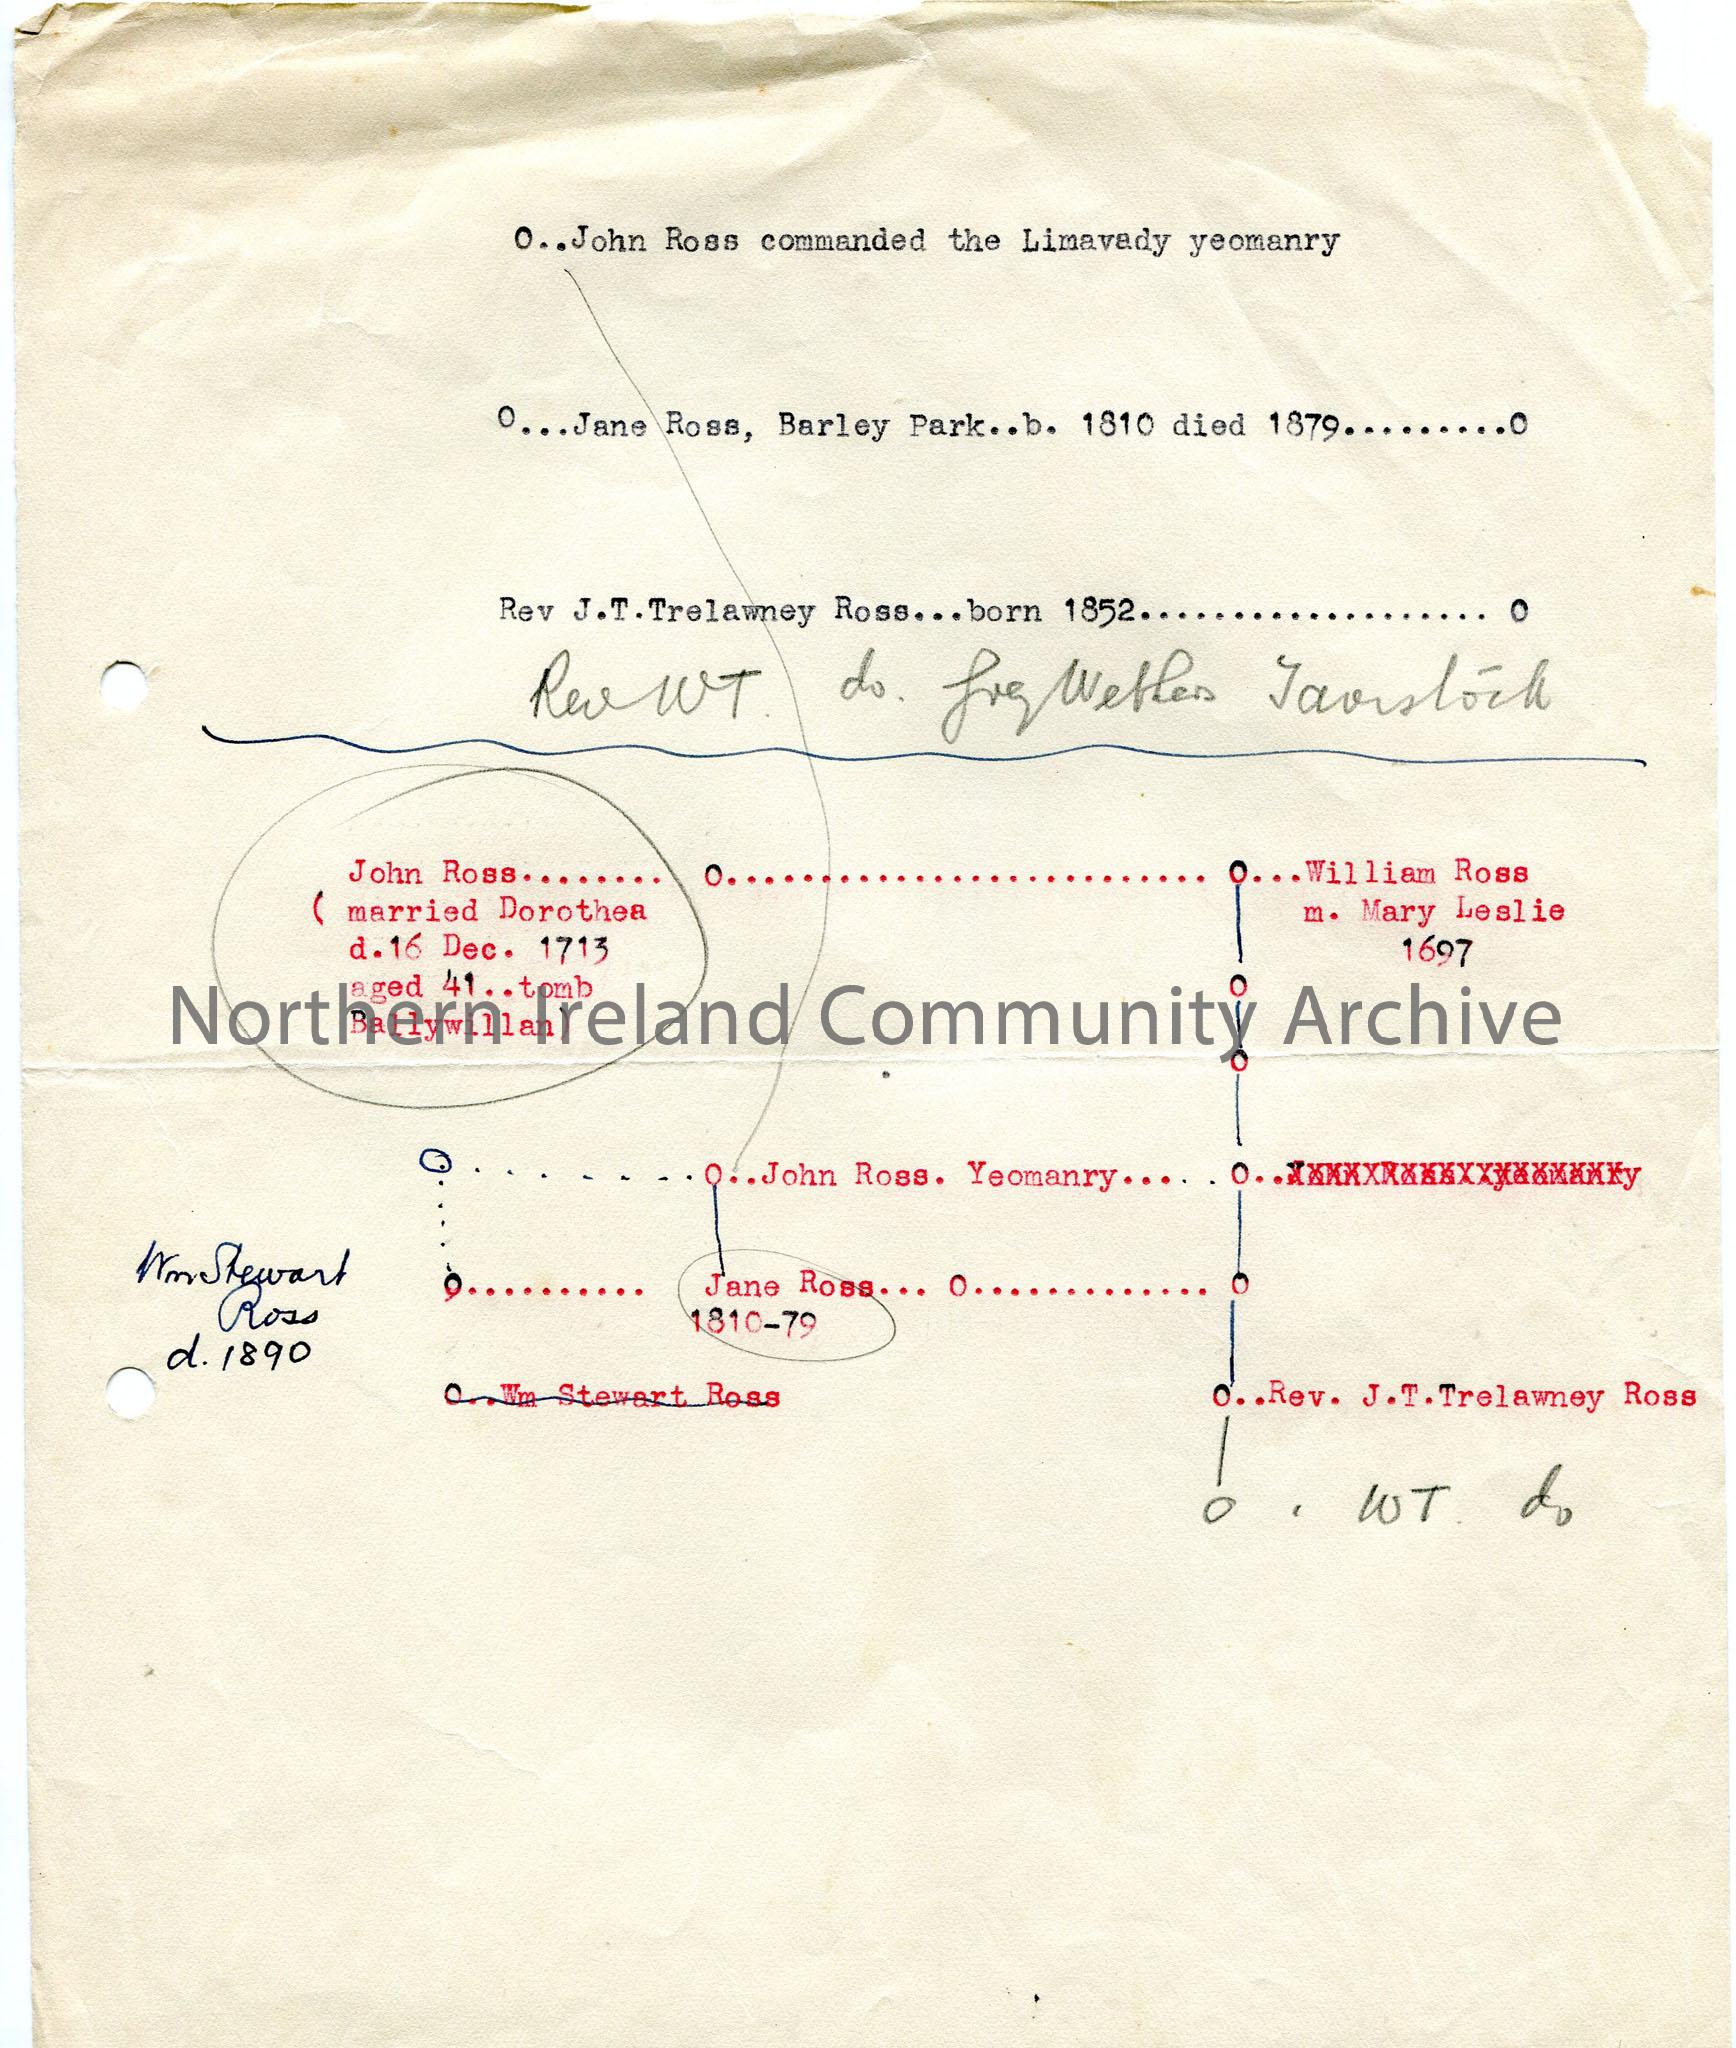 O..John Ross commanded the Limavady yeomanry
O...Jane Ross, Barley Park..b. 1810 died 1879.........O
Rev J.T.Trelawney Ross...born 1852................... O
Rev WT. do.
John Ross........ O.......................... O...William Ross
( married Dorothea m. Mary Leslie
d.16 Dec. 1713 1697
aged 41..tomb O
Ballywillan)
Northern Ireland Community Archive
O
O . . . . . . . O..John Ross. Yeomanry.... . O..
O.......... Jane Ross... O............. O
1810-79
Wm Stewart
Ross
d. 1890
O..Wm Stewart Ross O..Rev. J.T.Trelawney Ross
O . WT. do